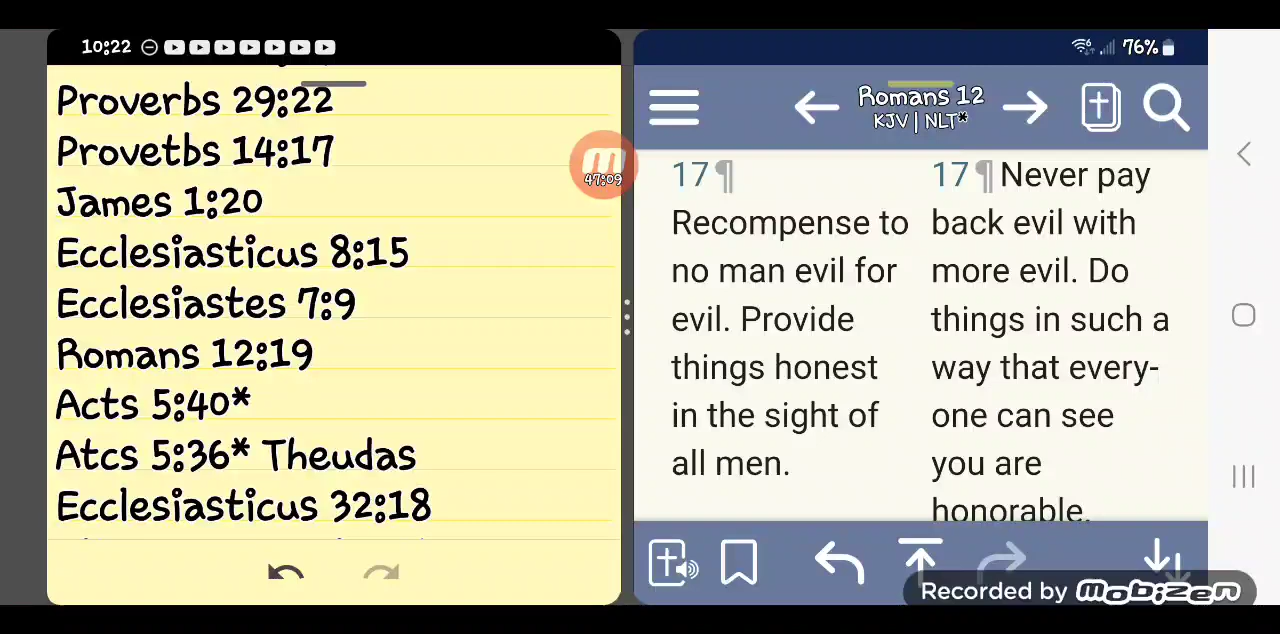 10:22
Proverbs 29:22
Provetbs 14:17
James 1:20
Ecclesiasticus 8:15
Ecclesiastes 7:9
Romans 12:19
Acts 5:40*
Atcs 5:36* Theudas
Ecclesiasticus 32:18
47:09
76%
Romans 12
KJV | NLT*
17 ¶
Recompense to
no man evil for
evil. Provide
things honest
in the sight of
all men.
17 ¶ Never pay
back evil with
more evil. Do
things in such a
way that every-
one can see
you are
honorable.
Recorded by Mobizen